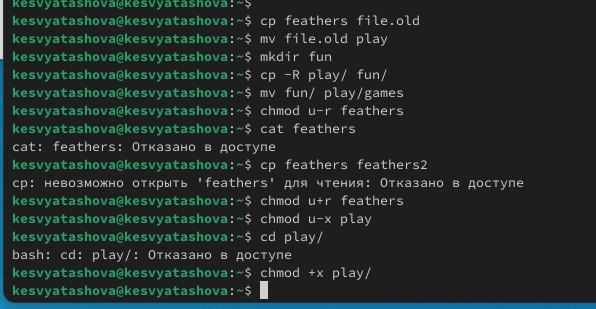 kesvyatashova@kesvyatashova:~$
kesvyatashova@kesvyatashova:~$ cp feathers file.old
kesvyatashova@kesvyatashova:~$ mv file.old play
kesvyatashova@kesvyatashova:~$ mkdir fun
kesvyatashova@kesvyatashova:~$ cp -R play/ fun/
kesvyatashova@kesvyatashova:~$ mv fun/ play/games
kesvyatashova@kesvyatashova:~$ chmod u-r feathers
kesvyatashova@kesvyatashova:~$ cat feathers
cat: feathers: Отказано в доступе
kesvyatashova@kesvyatashova:~$ cp feathers feathers2
cp: невозможно открыть 'feathers' для чтения: Отказано в доступе
kesvyatashova@kesvyatashova:~$ chmod u+r feathers
kesvyatashova@kesvyatashova:~$ chmod u-x play
kesvyatashova@kesvyatashova:~$ cd play/
bash: cd: play/: Отказано в доступе
kesvyatashova@kesvyatashova:~$ chmod +x play/
kesvyatashova@kesvyatashova:~$